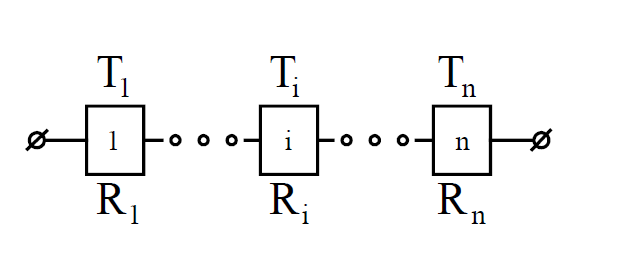 T₁ Tᵢ Tₙ
1 i n
R₁ Rᵢ Rₙ